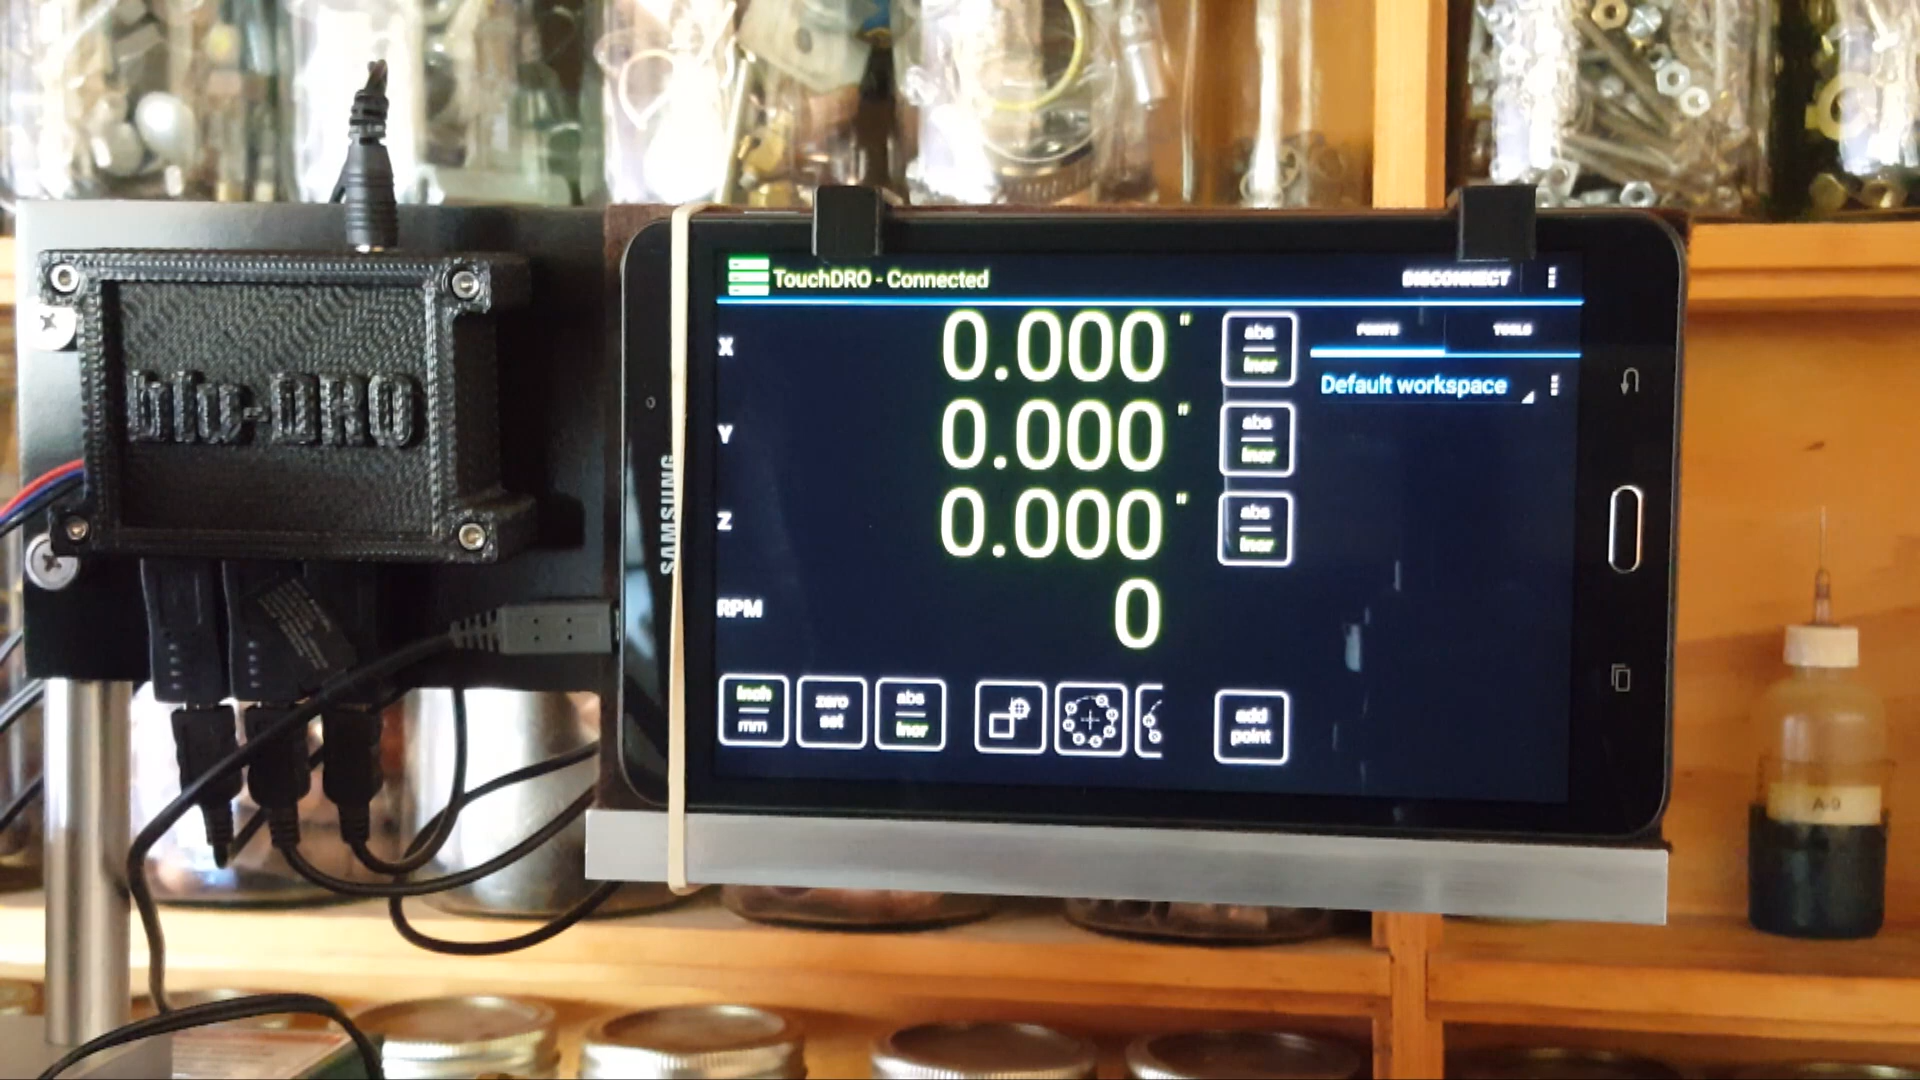 TouchDRO - Connected
DISCONNECT
X 0.000 "
abs
incr
POINTS
TOOLS
Default workspace
Y 0.000 "
abs
incr
Z 0.000 "
abs
incr
RPM 0
inch
mm
zero
set
abs
incr
add
point
SAMSUNG
blu-DRO
A-9